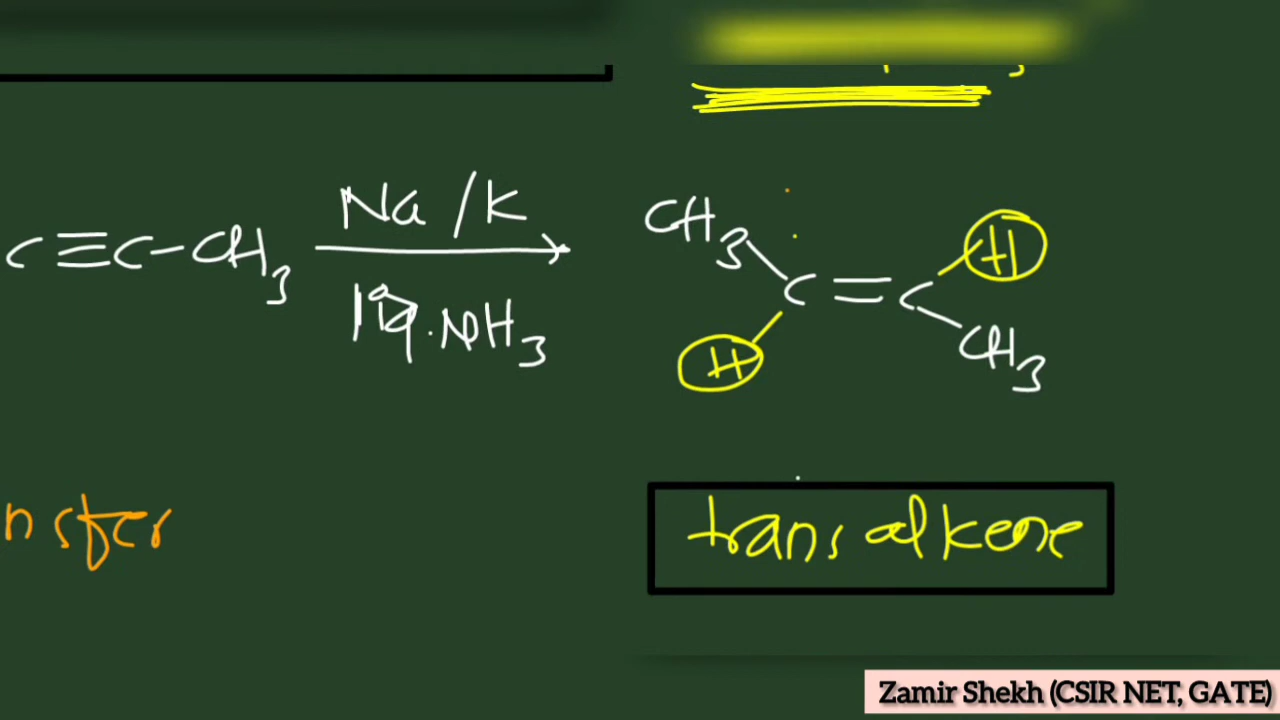 Na/K
C≡C-CH3
liq.NH3
CH3
H
C=C
H
CH3
nsfer
trans alkene
Zamir Shekh (CSIR NET, GATE)